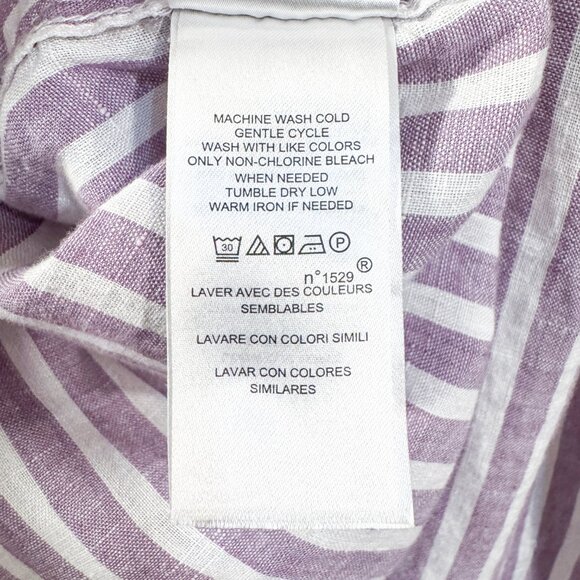 MACHINE WASH COLD
GENTLE CYCLE
WASH WITH LIKE COLORS
ONLY NON-CHLORINE BLEACH
WHEN NEEDED
TUMBLE DRY LOW
WARM IRON IF NEEDED
30 P
n°1529®
LAVER AVEC DES COULEURS
SEMBLABLES
LAVARE CON COLORI SIMILI
LAVAR CON COLORES
SIMILARES